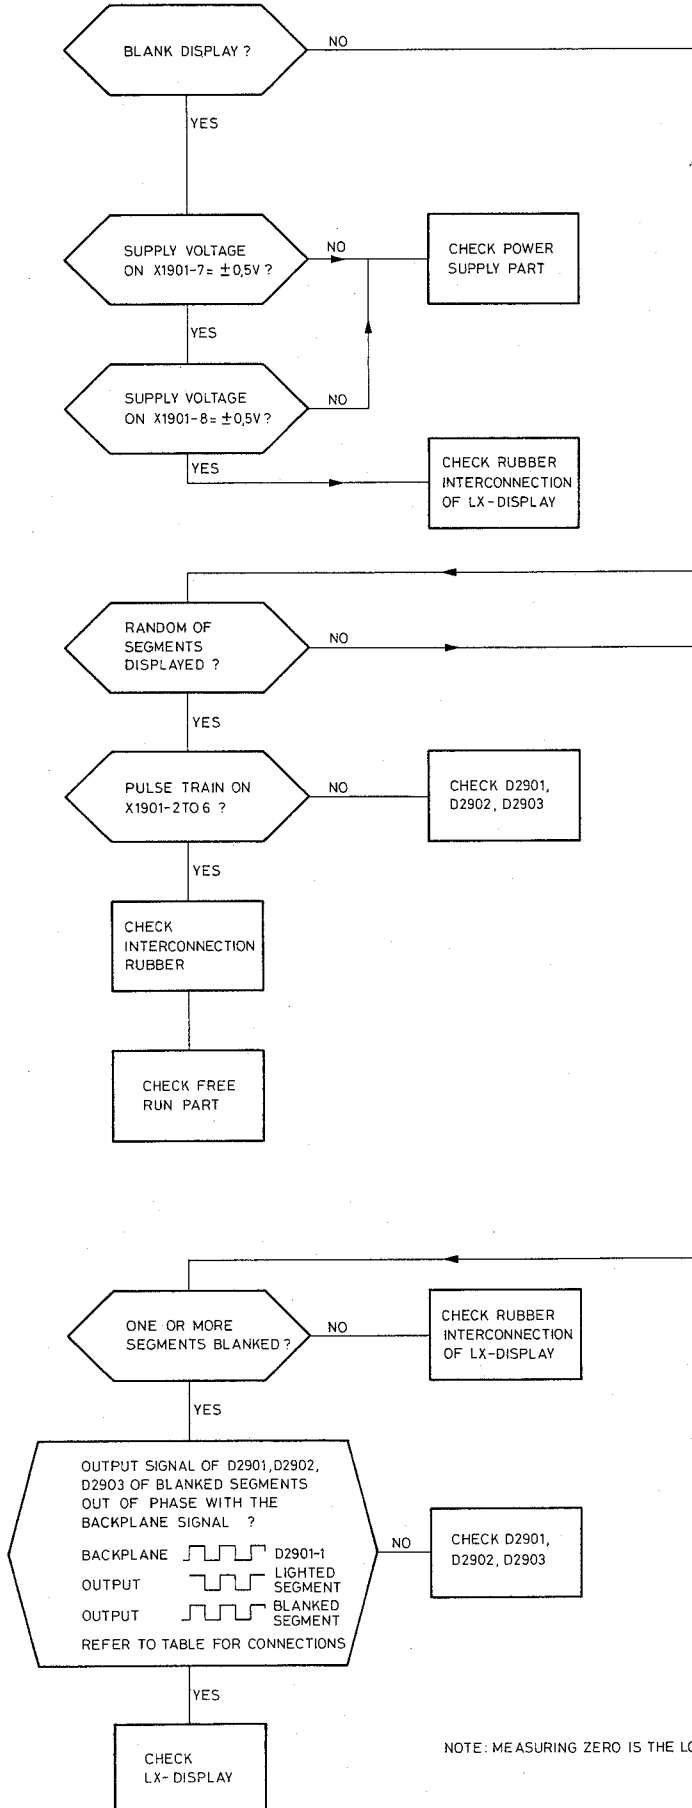 BLANK DISPLAY ?
NO
YES
SUPPLY VOLTAGE
ON X1901-7= ±0,5V ?
NO
CHECK POWER
SUPPLY PART
YES
SUPPLY VOLTAGE
ON X1901-8= ±0,5V?
NO
YES
CHECK RUBBER
INTERCONNECTION
OF LX-DISPLAY
RANDOM OF
SEGMENTS
DISPLAYED ?
NO
YES
PULSE TRAIN ON
X1901-2 TO 6 ?
NO
CHECK D2901,
D2902, D2903
YES
CHECK
INTERCONNECTION
RUBBER
CHECK FREE
RUN PART
ONE OR MORE
SEGMENTS BLANKED ?
NO
CHECK RUBBER
INTERCONNECTION
OF LX-DISPLAY
YES
OUTPUT SIGNAL OF D2901, D2902,
D2903 OF BLANKED SEGMENTS
OUT OF PHASE WITH THE
BACKPLANE SIGNAL ?
BACKPLANE D2901-1
OUTPUT LIGHTED
SEGMENT
OUTPUT BLANKED
SEGMENT
REFER TO TABLE FOR CONNECTIONS
NO
CHECK D2901,
D2902, D2903
YES
CHECK
LX-DISPLAY
NOTE: MEASURING ZERO IS THE